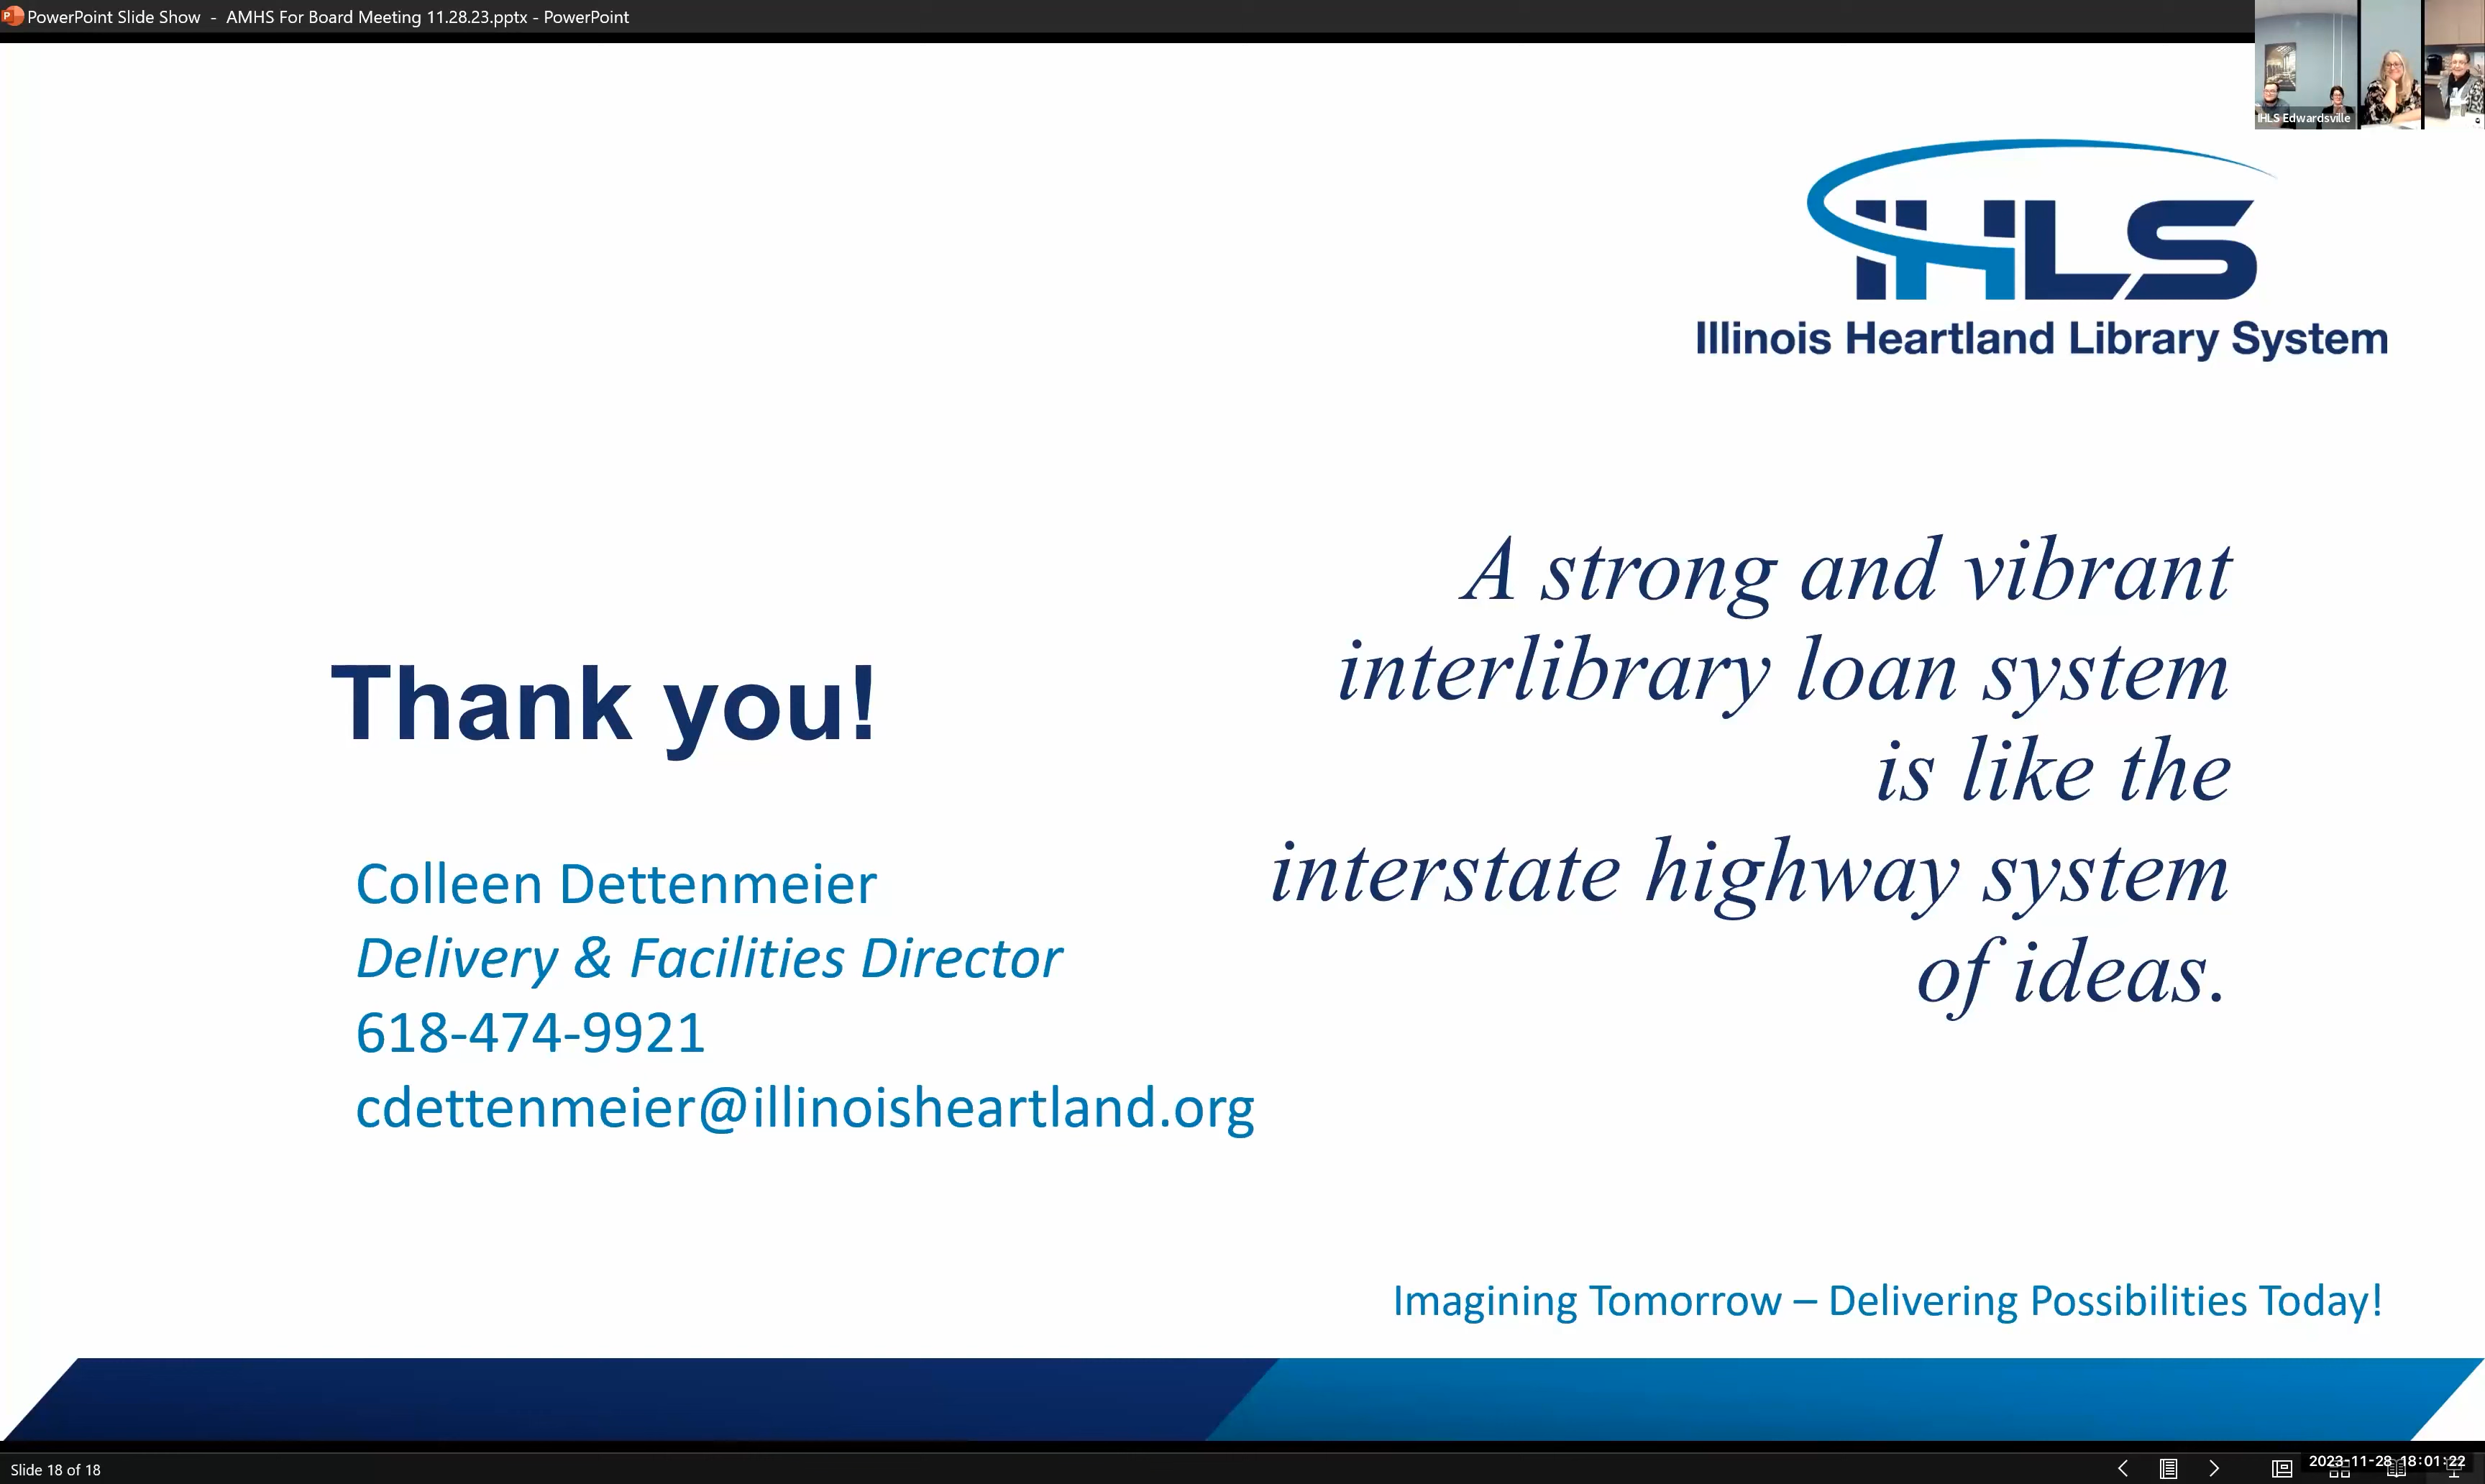 PowerPoint Slide Show - AMHS For Board Meeting 11.28.23.pptx - PowerPoint
IHLS Edwardsville
IHLS
Illinois Heartland Library System
A strong and vibrant
interlibrary loan system
is like the
interstate highway system
of ideas.
Thank you!
Colleen Dettenmeier
Delivery & Facilities Director
618-474-9921
cdettenmeier@illinoisheartland.org
Imagining Tomorrow – Delivering Possibilities Today!
Slide 18 of 18
2023-11-28 18:01:22